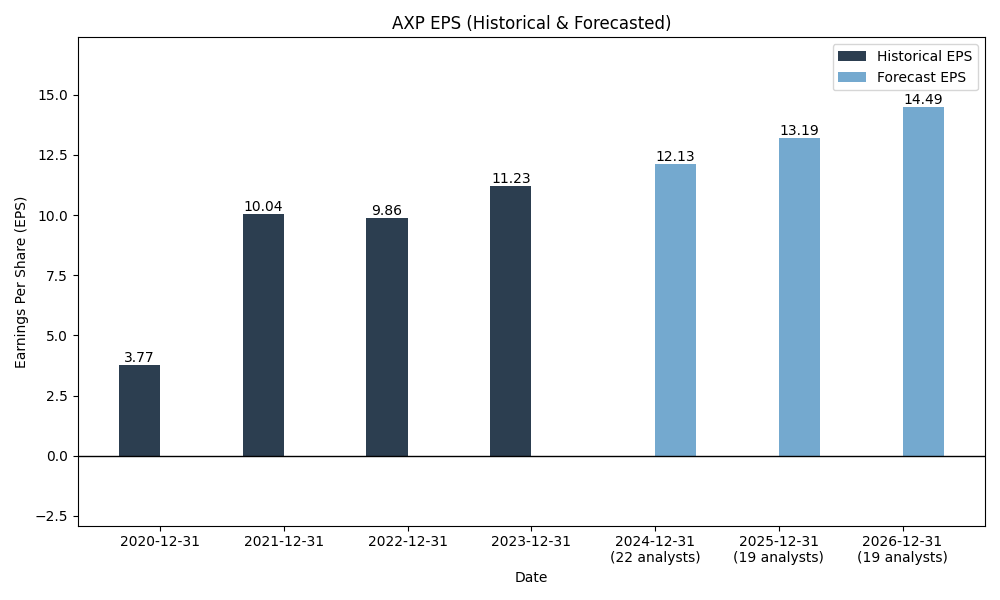 AXP EPS (Historical & Forecasted)
Historical EPS
Forecast EPS
Earnings Per Share (EPS)
15.0
12.5
10.0
7.5
5.0
2.5
0.0
−2.5
3.77
10.04
9.86
11.23
12.13
13.19
14.49
2020-12-31
2021-12-31
2022-12-31
2023-12-31
2024-12-31
(22 analysts)
2025-12-31
(19 analysts)
2026-12-31
(19 analysts)
Date